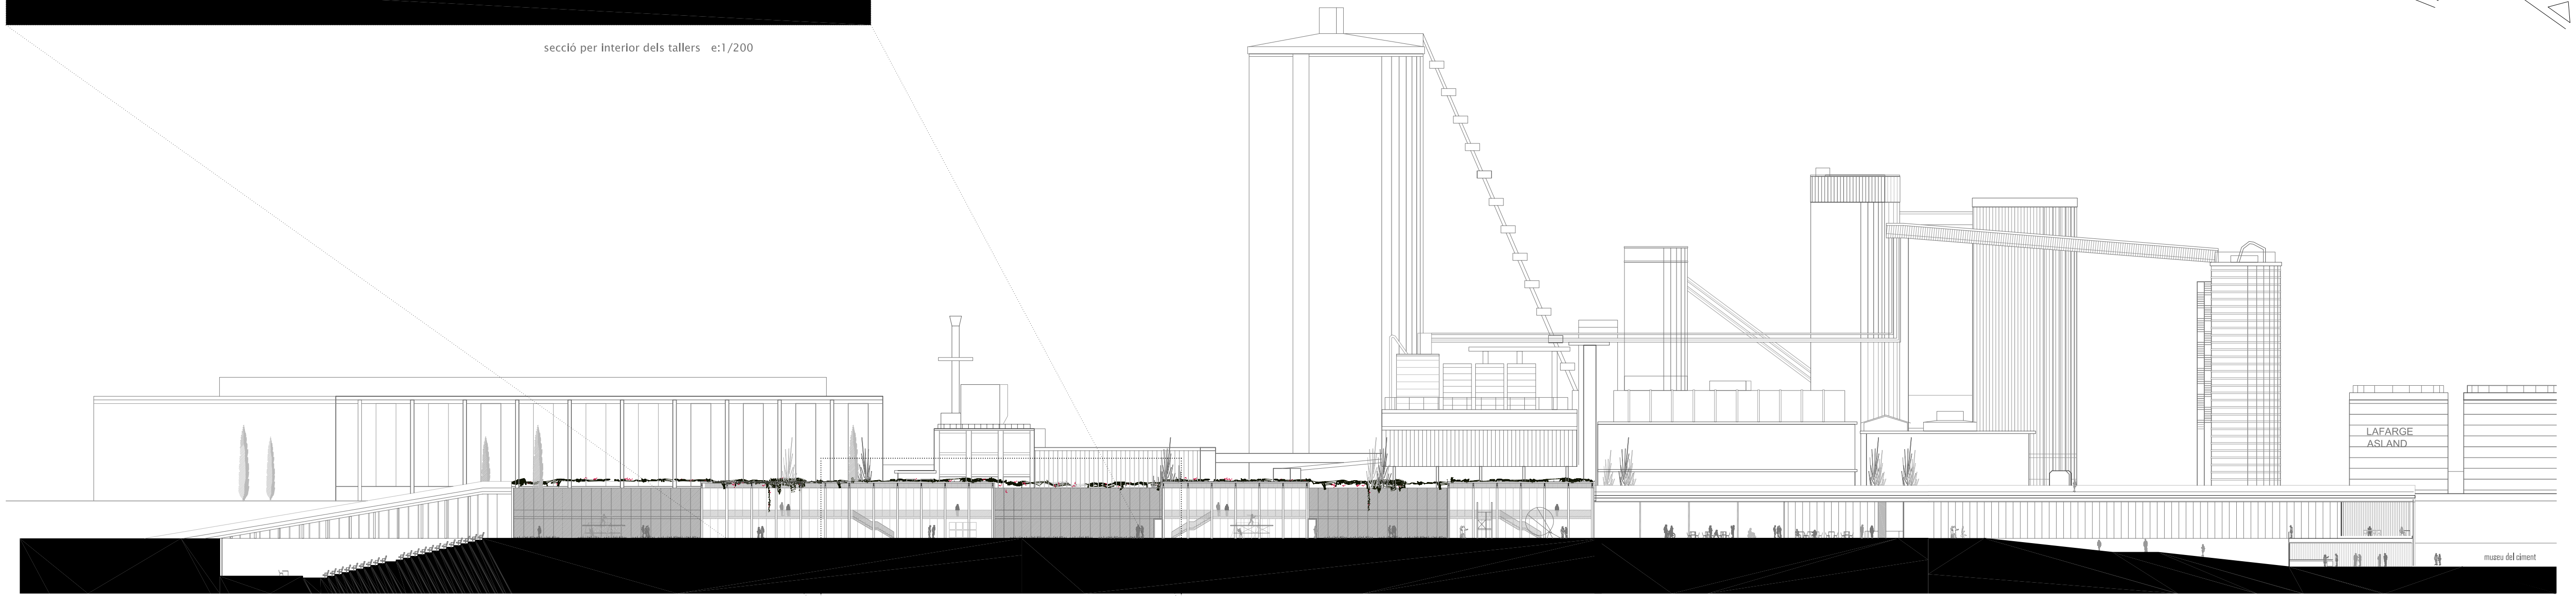 secció per interior dels tallers   e:1/200
LAFARGE
ASLAND
museu del ciment